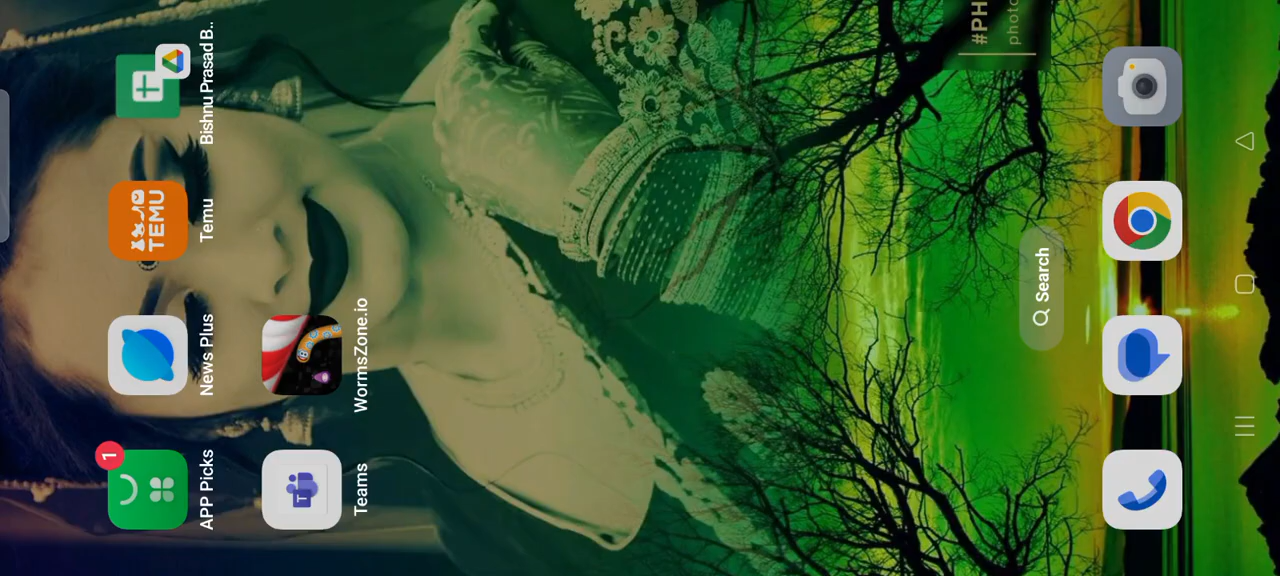 1
APP Picks
News Plus
TEMU
Temu
Bishnu Prasad B..
T
Teams
WormsZone.io
#PH
photo
Search